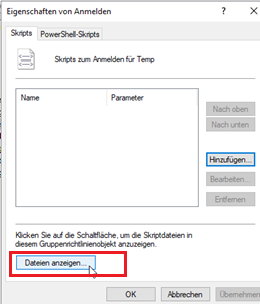 Eigenschaften von Anmelden
Skripts PowerShell-Skripts
Skripts zum Anmelden für Temp
Name Parameter
Nach oben
Nach unten
Hinzufügen...
Bearbeiten...
Entfernen
Klicken Sie auf die Schaltfläche, um die Skriptdateien in
diesem Gruppenrichtlinienobjekt anzuzeigen.
Dateien anzeigen...
OK Abbrechen Übernehmen